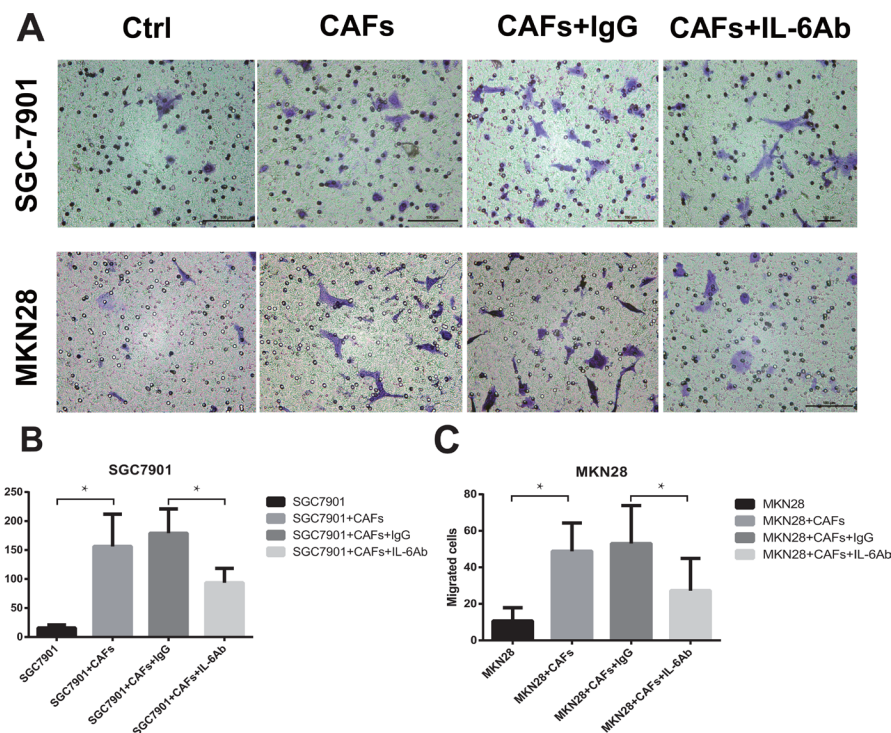 A
Ctrl
CAFs
CAFs+IgG
CAFs+IL-6Ab
SGC-7901
MKN28
B
SGC7901
250
200
150
100
50
0
*
*
SGC7901
SGC7901+CAFs
SGC7901+CAFs+IgG
SGC7901+CAFs+IL-6Ab
SGC7901
SGC7901+CAFs
SGC7901+CAFs+IgG
SGC7901+CAFs+IL-6Ab
C
MKN28
Migrated cells
80
60
40
20
0
*
*
MKN28
MKN28+CAFs
MKN28+CAFs+IgG
MKN28+CAFs+IL-6Ab
MKN28
MKN28+CAFs
MKN28+CAFs+IgG
MKN28+CAFs+IL-6Ab